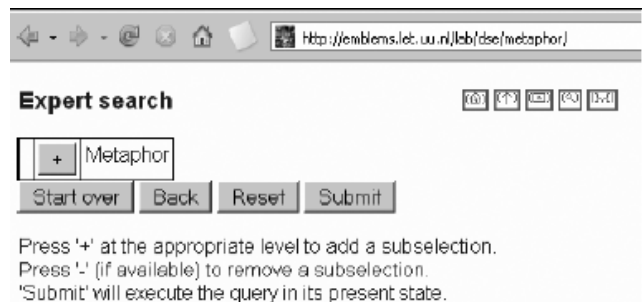 http://emblems.let.uu.nl/lab/dse/metaphor/
Expert search
+ Metaphor
Start over Back Reset Submit
Press '+' at the appropriate level to add a subselection.
Press '-' (if available) to remove a subselection.
'Submit' will execute the query in its present state.